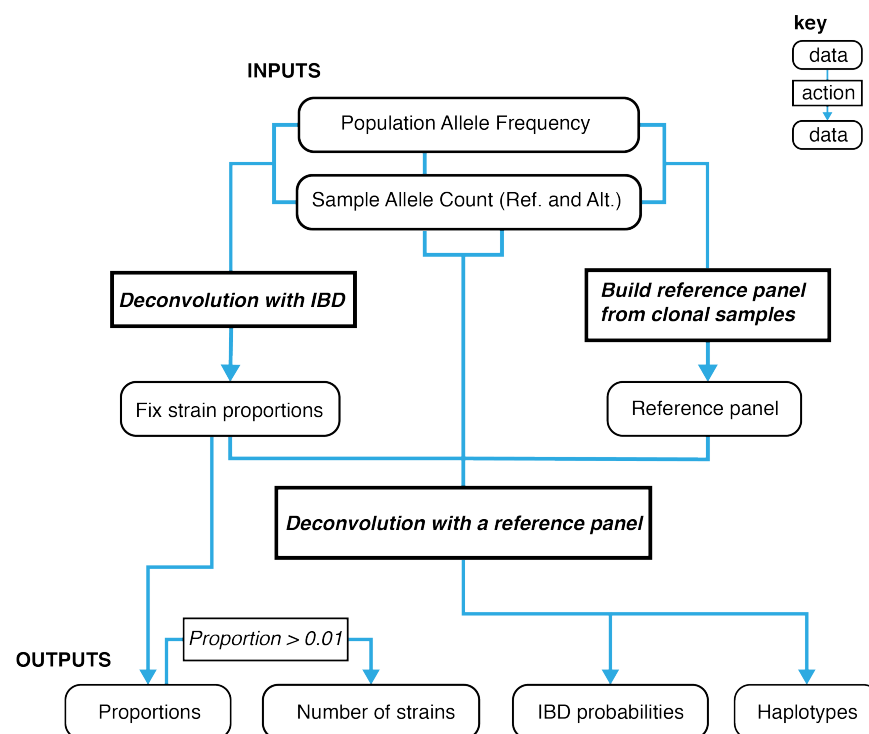 key
data
action
data
INPUTS
Population Allele Frequency
Sample Allele Count (Ref. and Alt.)
Deconvolution with IBD
Build reference panel
from clonal samples
Fix strain proportions
Reference panel
Deconvolution with a reference panel
Proportion > 0.01
OUTPUTS
Proportions
Number of strains
IBD probabilities
Haplotypes